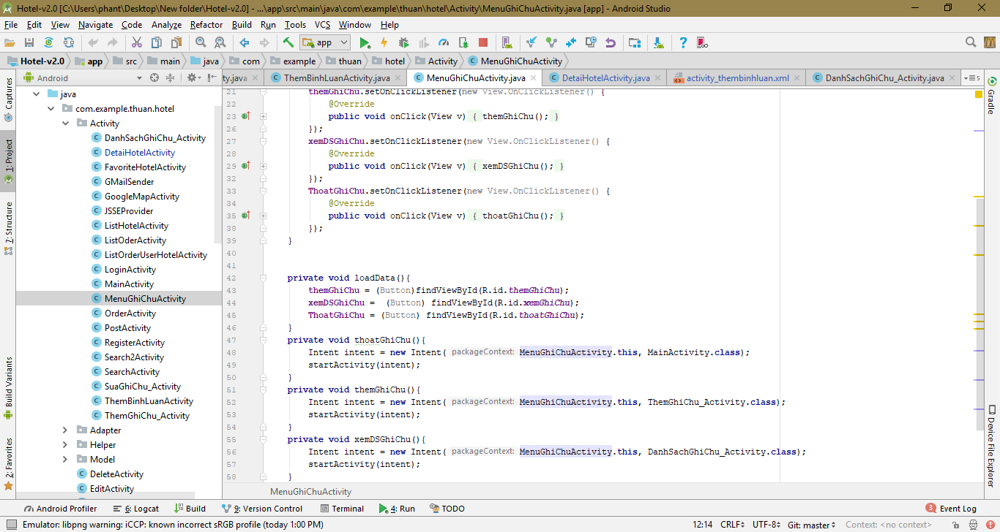 Hotel-v2.0 [C:\Users\phant\Desktop\New folder\Hotel-v2.0] - ...\app\src\main\java\com\example\thuan\hotel\Activity\MenuGhiChuActivity.java [app] - Android Studio
File Edit View Navigate Code Analyze Refactor Build Run Tools VCS Window Help
app
Hotel-v2.0 app src main java com example thuan hotel Activity MenuGhiChuActivity
Android
ty.java ThemBinhLuanActivity.java MenuGhiChuActivity.java DetaiHotelActivity.java activity_thembinhluan.xml DanhSachGhiChu_Activity.java 5
Captures
1: Project
7: Structure
Build Variants
2: Favorites
java
com.example.thuan.hotel
Activity
DanhSachGhiChu_Activity
DetaiHotelActivity
FavoriteHotelActivity
GMailSender
GoogleMapActivity
JSSEProvider
ListHotelActivity
ListOderActivity
ListOrderUserHotelActivity
LoginActivity
MainActivity
MenuGhiChuActivity
OrderActivity
PostActivity
RegisterActivity
Search2Activity
SearchActivity
SuaGhiChu_Activity
ThemBinhLuanActivity
ThemGhiChu_Activity
Adapter
Helper
Model
DeleteActivity
EditActivity
21 themGhiChu.setOnClickListener(new View.OnClickListener() {
22 @Override
23 public void onClick(View v) { themGhiChu(); }
26 });
27 xemDSGhiChu.setOnClickListener(new View.OnClickListener() {
28 @Override
29 public void onClick(View v) { xemDSGhiChu(); }
32 });
33 ThoatGhiChu.setOnClickListener(new View.OnClickListener() {
34 @Override
35 public void onClick(View v) { thoatGhiChu(); }
38 });
39 }
40
41
42 private void loadData(){
43 themGhiChu = (Button)findViewById(R.id.themGhiChu);
44 xemDSGhiChu = (Button) findViewById(R.id.xemGhiChu);
45 ThoatGhiChu = (Button) findViewById(R.id.thoatGhiChu);
46 }
47 private void thoatGhiChu(){
48 Intent intent = new Intent( packageContext: MenuGhiChuActivity.this, MainActivity.class);
49 startActivity(intent);
50 }
51 private void themGhiChu(){
52 Intent intent = new Intent( packageContext: MenuGhiChuActivity.this, ThemGhiChu_Activity.class);
53 startActivity(intent);
54 }
55 private void xemDSGhiChu(){
56 Intent intent = new Intent( packageContext: MenuGhiChuActivity.this, DanhSachGhiChu_Activity.class);
57 startActivity(intent);
58 }
MenuGhiChuActivity
Gradle
Device File Explorer
Android Profiler 6: Logcat Build 9: Version Control Terminal 4: Run TODO 3 Event Log
Emulator: libpng warning: iCCP: known incorrect sRGB profile (today 1:00 PM) 12:14 CRLF UTF-8 Git: master Context: <no context>